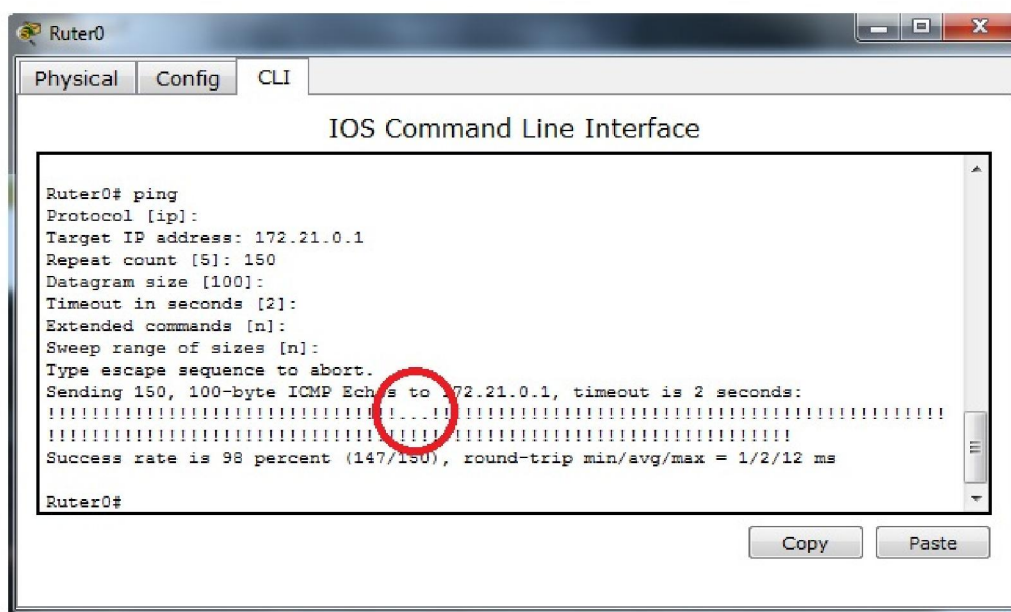 Ruter0
Physical Config CLI
IOS Command Line Interface
Ruter0# ping
Protocol [ip]:
Target IP address: 172.21.0.1
Repeat count [5]: 150
Datagram size [100]:
Timeout in seconds [2]:
Extended commands [n]:
Sweep range of sizes [n]:
Type escape sequence to abort.
Sending 150, 100-byte ICMP Echos to 172.21.0.1, timeout is 2 seconds:
!!!!!!!!!!!!!!!!!!!!!!!!!!!!!!!!...!!!!!!!!!!!!!!!!!!!!!!!!!!!!!!!!!!!!!!!!!!!!!!!
!!!!!!!!!!!!!!!!!!!!!!!!!!!!!!!!!!!!!!!!!!!!!!!!!!!!!!!!!!!!!!!!!!!!
Success rate is 98 percent (147/150), round-trip min/avg/max = 1/2/12 ms
Ruter0#
Copy Paste